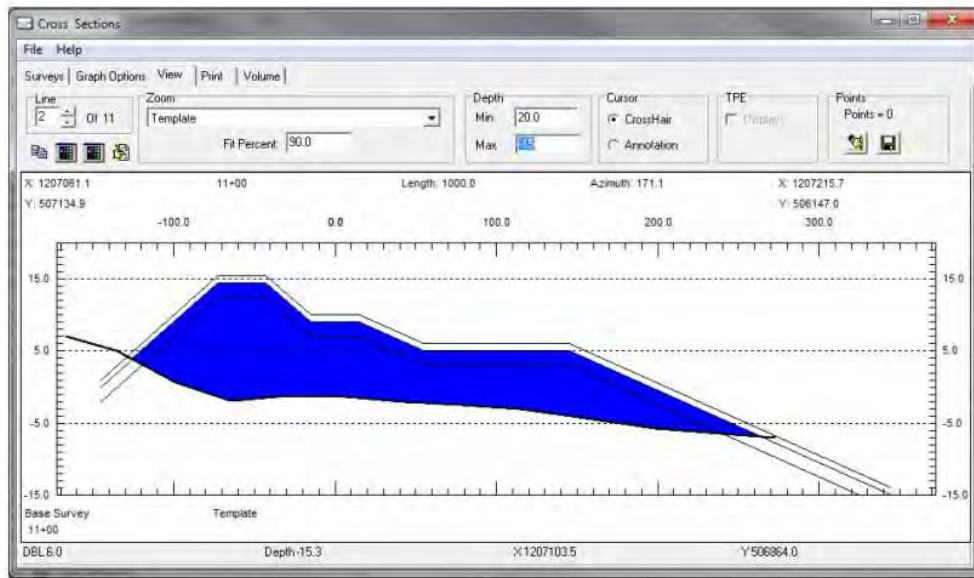 Cross Sections
File Help
Surveys Graph Options View Print Volume
Line Zoom Depth Cursor TPE Points
2 Of 11 Template Min 20.0 CrossHair Display Points = 0
Fit Percent: 90.0 Max Annotation
X: 1207061.1 11+00 Length: 1000.0 Azimuth: 171.1 X: 1207215.7
Y: 507134.9 Y: 506147.0
-100.0 0.0 100.0 200.0 300.0
15.0 15.0
5.0 5.0
-5.0 -5.0
-15.0 -15.0
Base Survey Template
11+00
DBL 6.0 Depth-15.3 X 1207103.5 Y 506864.0